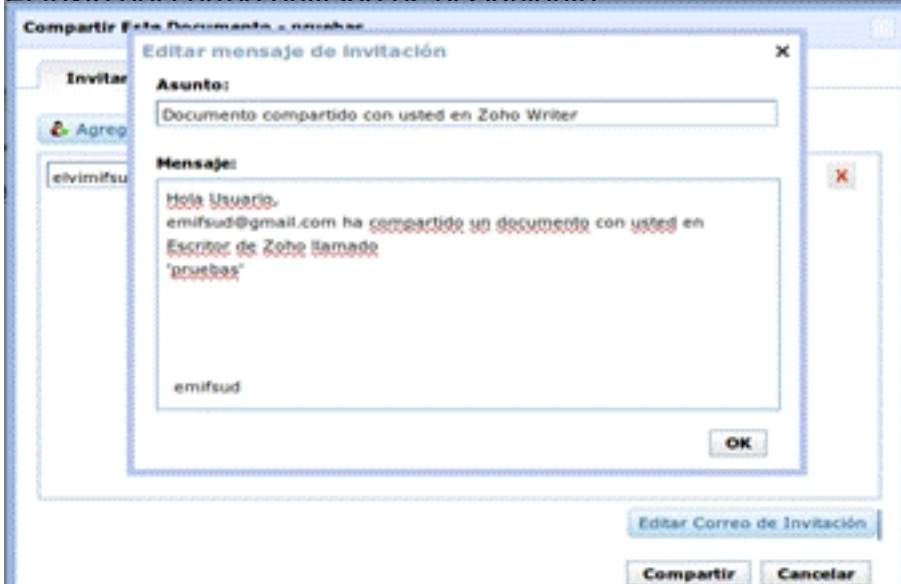 Compartir Este Documento - pruebas
Editar mensaje de Invitación
Invitar
Asunto:
Documento compartido con usted en Zoho Writer
Agreg
Mensaje:
elvimifsu
Hola Usuario,
emifsud@gmail.com ha compartido un documento con usted en
Escritor de Zoho llamado
'pruebas'
emifsud
OK
Editar Correo de Invitación
Compartir Cancelar